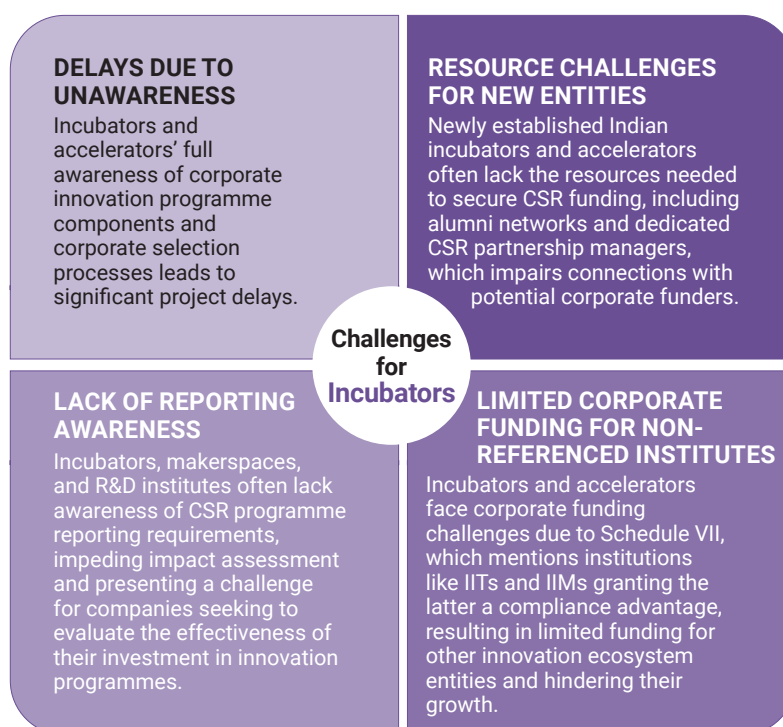 DELAYS DUE TO
UNAWARENESS
Incubators and
accelerators’ full
awareness of corporate
innovation programme
components and
corporate selection
processes leads to
significant project delays.
RESOURCE CHALLENGES
FOR NEW ENTITIES
Newly established Indian
incubators and accelerators
often lack the resources needed
to secure CSR funding, including
alumni networks and dedicated
CSR partnership managers,
which impairs connections with
potential corporate funders.
Challenges
for
Incubators
LACK OF REPORTING
AWARENESS
Incubators, makerspaces,
and R&D institutes often lack
awareness of CSR programme
reporting requirements,
impeding impact assessment
and presenting a challenge
for companies seeking to
evaluate the effectiveness of
their investment in innovation
programmes.
LIMITED CORPORATE
FUNDING FOR NON-
REFERENCED INSTITUTES
Incubators and accelerators
face corporate funding
challenges due to Schedule VII,
which mentions institutions
like IITs and IIMs granting the
latter a compliance advantage,
resulting in limited funding for
other innovation ecosystem
entities and hindering their
growth.